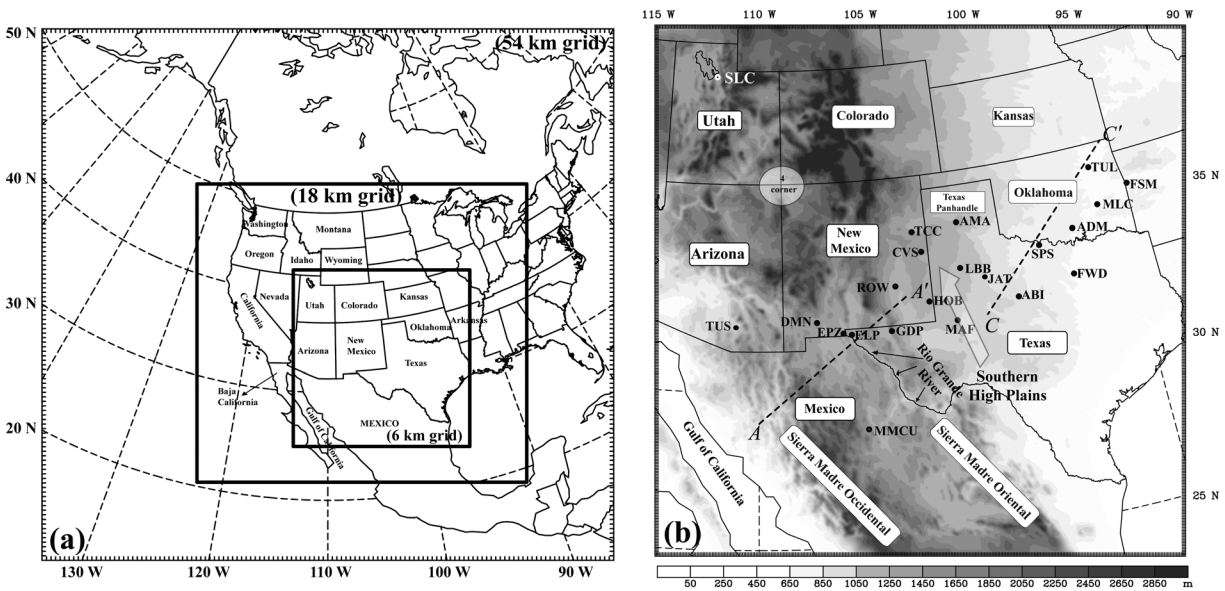 50 N
40 N
30 N
20 N
(54 km grid)
(18 km grid)
Washington
Montana
Oregon
Idaho
Wyoming
Nevada
Utah
Colorado
Kansas
California
Arizona
New
Mexico
Oklahoma
Arkansas
Texas
Baja
California
Gulf of California
MEXICO
(6 km grid)
(a)
130 W
120 W
110 W
100 W
90 W
115 W
110 W
105 W
100 W
95 W
90 W
SLC
Utah
Colorado
Kansas
C'
4
corner
Texas
Panhandle
Oklahoma
TUL
FSM
MLC
35 N
AMA
ADM
New
Mexico
TCC
CVS
SPS
Arizona
LBB
JAT
FWD
ROW
A'
HOB
ABI
TUS
DMN
EPZ
ELP
GDP
MAF
C
Texas
30 N
Rio Grande
River
Southern
High Plains
Mexico
A
MMCU
Gulf of California
Sierra Madre Occidental
Sierra Madre Oriental
25 N
(b)
50 250 450 650 850 1050 1250 1450 1650 1850 2050 2250 2450 2650 2850 m